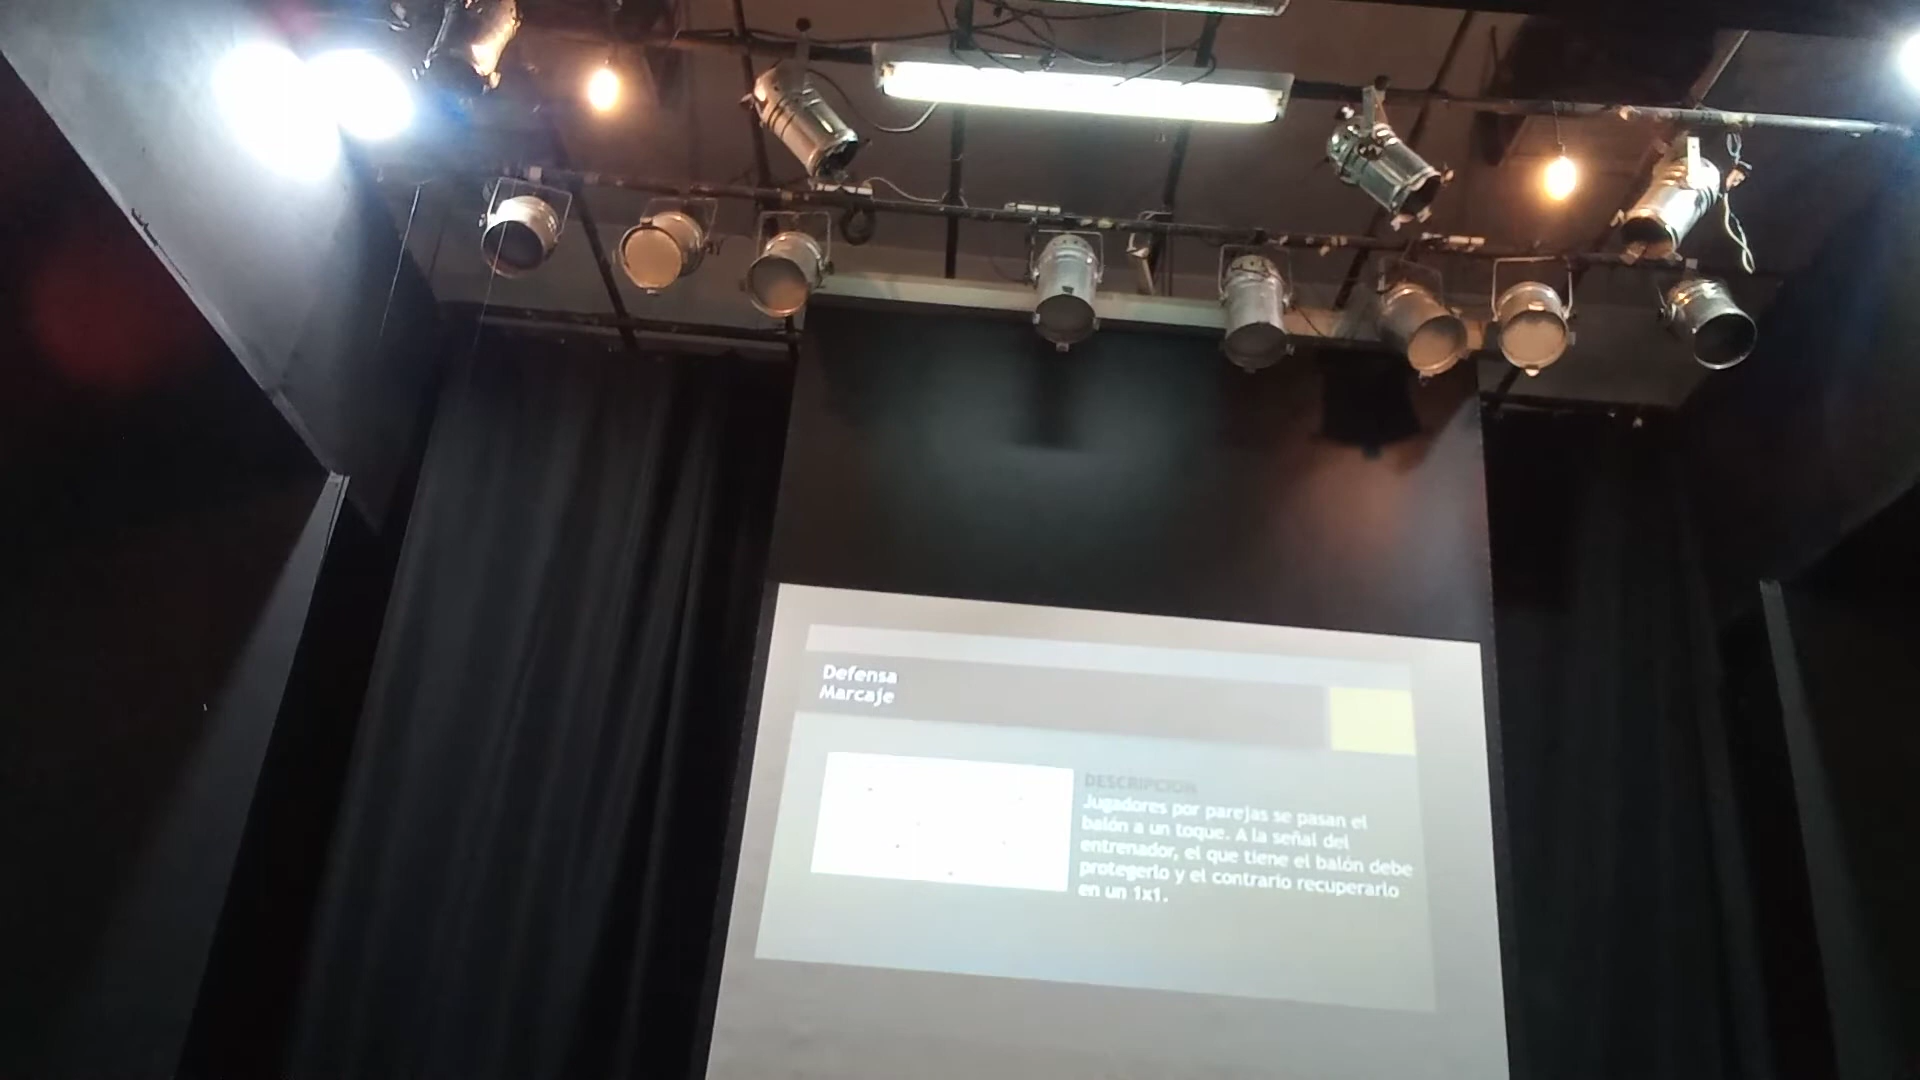 Defensa
Marcaje
DESCRIPCION
Jugadores por parejas se pasan el
balón a un toque. A la señal del
entrenador, el que tiene el balón debe
protegerlo y el contrario recuperarlo
en un 1x1.